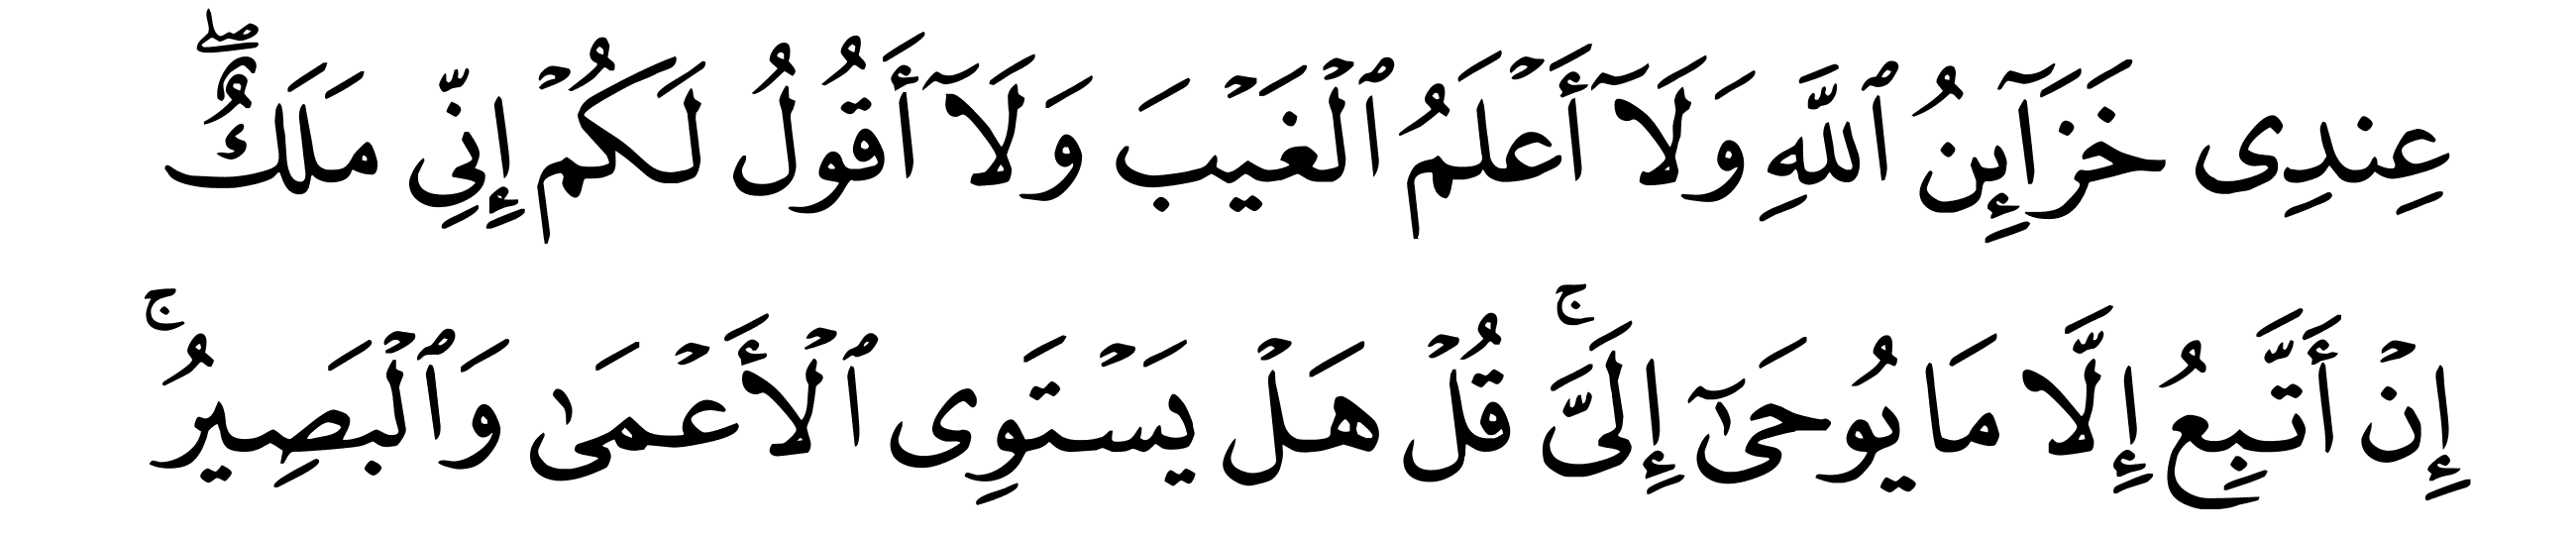 عِندِى خَزَآئِنُ ٱللَّهِ وَلَآ أَعْلَمُ ٱلْغَيْبَ وَلَآ أَقُولُ لَكُمْ إِنِّى مَلَكٌ ۖ
إِنْ أَتَّبِعُ إِلَّا مَا يُوحَىٰٓ إِلَىَّ ۚ قُلْ هَلْ يَسْتَوِى ٱلْأَعْمَىٰ وَٱلْبَصِيرُ ۚ